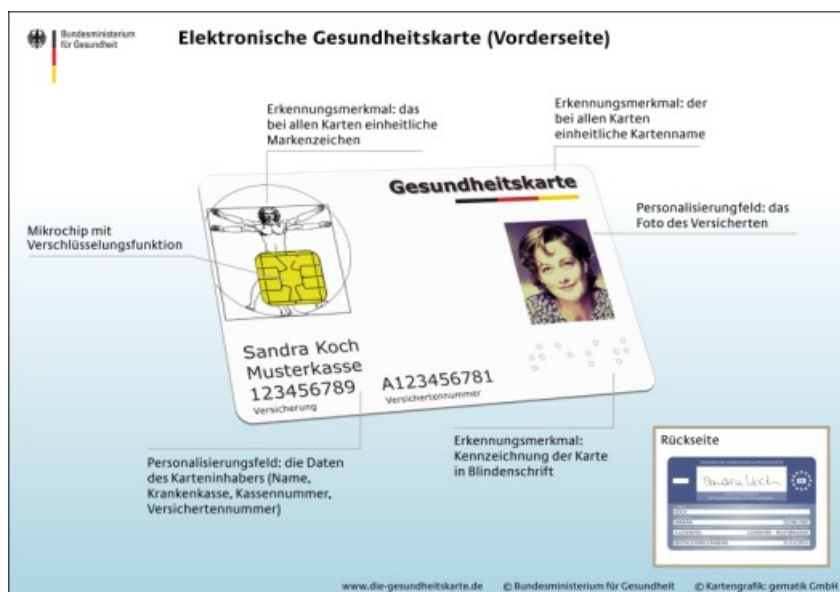 Bundesministerium
für Gesundheit
Elektronische Gesundheitskarte (Vorderseite)
Erkennungsmerkmal: das
bei allen Karten einheitliche
Markenzeichen
Erkennungsmerkmal: der
bei allen Karten
einheitliche Kartenname
Gesundheitskarte
Mikrochip mit
Verschlüsselungsfunktion
Personalisierungfeld: das
Foto des Versicherten
Sandra Koch
Musterkasse
123456789
Versicherung
A123456781
Versichertennummer
Personalisierungsfeld: die Daten
des Karteninhabers (Name,
Krankenkasse, Kassennummer,
Versichertennummer)
Erkennungsmerkmal:
Kennzeichnung der Karte
in Blindenschrift
Rückseite
Sandra Koch
www.die-gesundheitskarte.de © Bundesministerium für Gesundheit © Kartengrafik: gematik GmbH